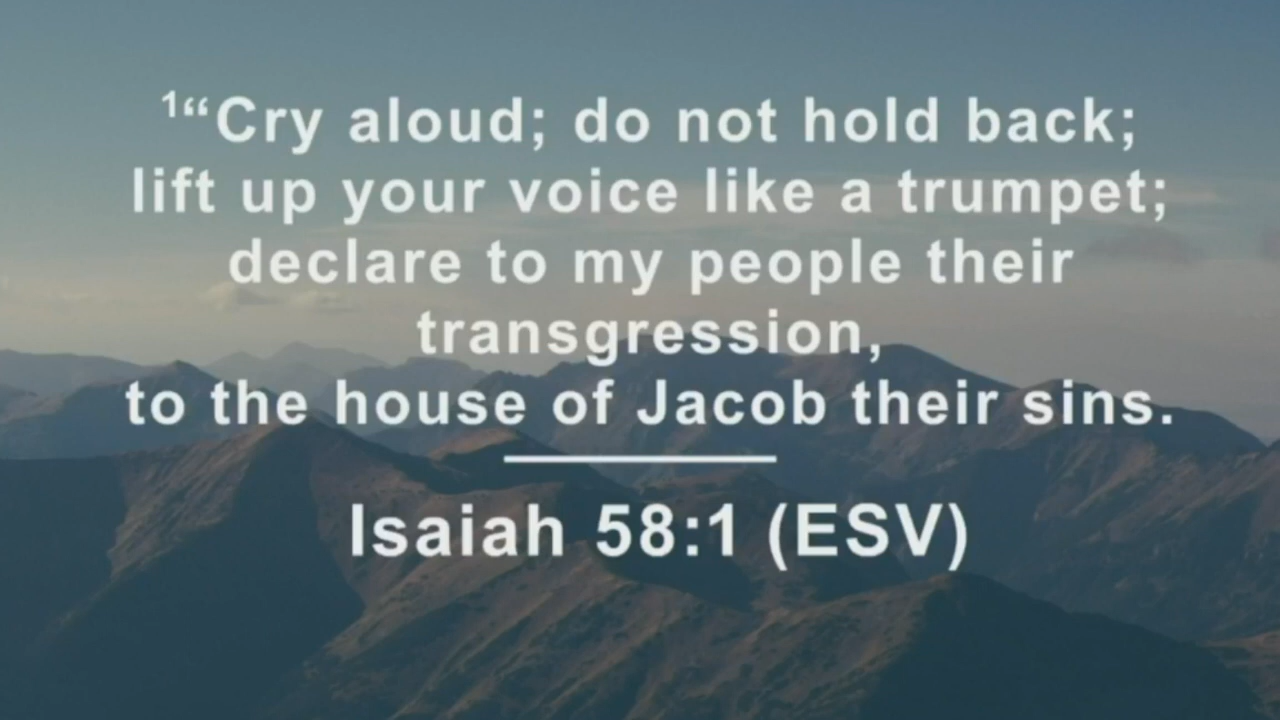 ¹“Cry aloud; do not hold back;
lift up your voice like a trumpet;
declare to my people their
transgression,
to the house of Jacob their sins.
Isaiah 58:1 (ESV)